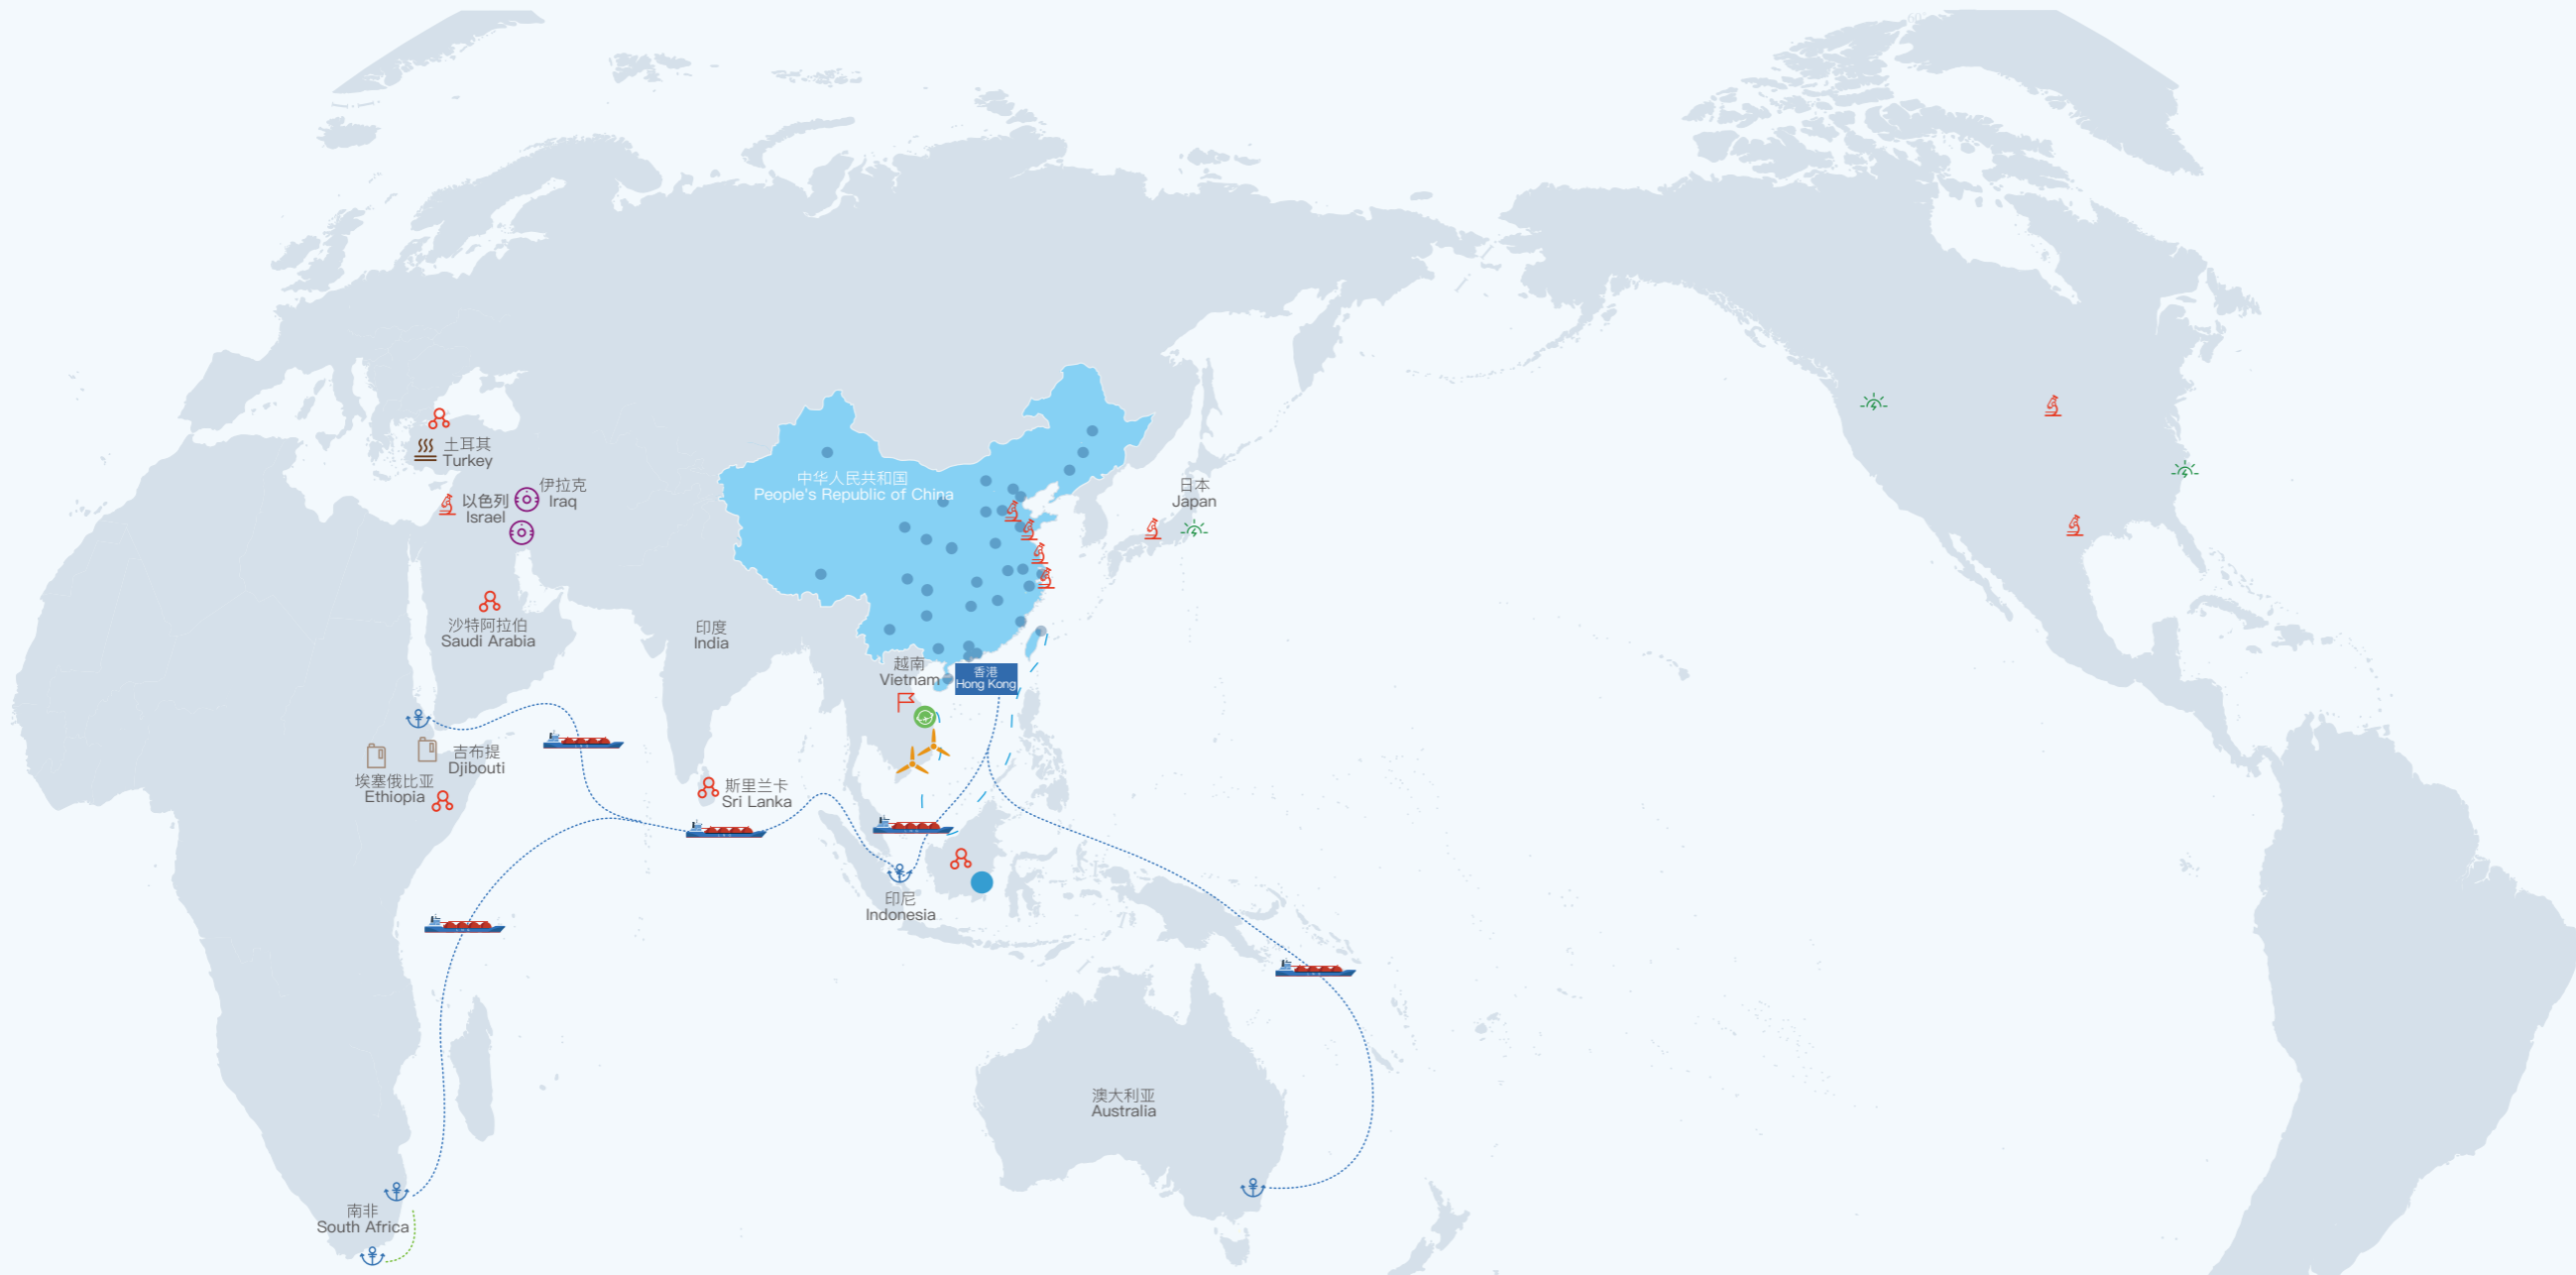 60°
土耳其
Turkey
以色列
Israel
伊拉克
Iraq
中华人民共和国
People's Republic of China
日本
Japan
沙特阿拉伯
Saudi Arabia
印度
India
越南
Vietnam
香港
Hong Kong
吉布提
Djibouti
埃塞俄比亚
Ethiopia
斯里兰卡
Sri Lanka
印尼
Indonesia
澳大利亚
Australia
南非
South Africa